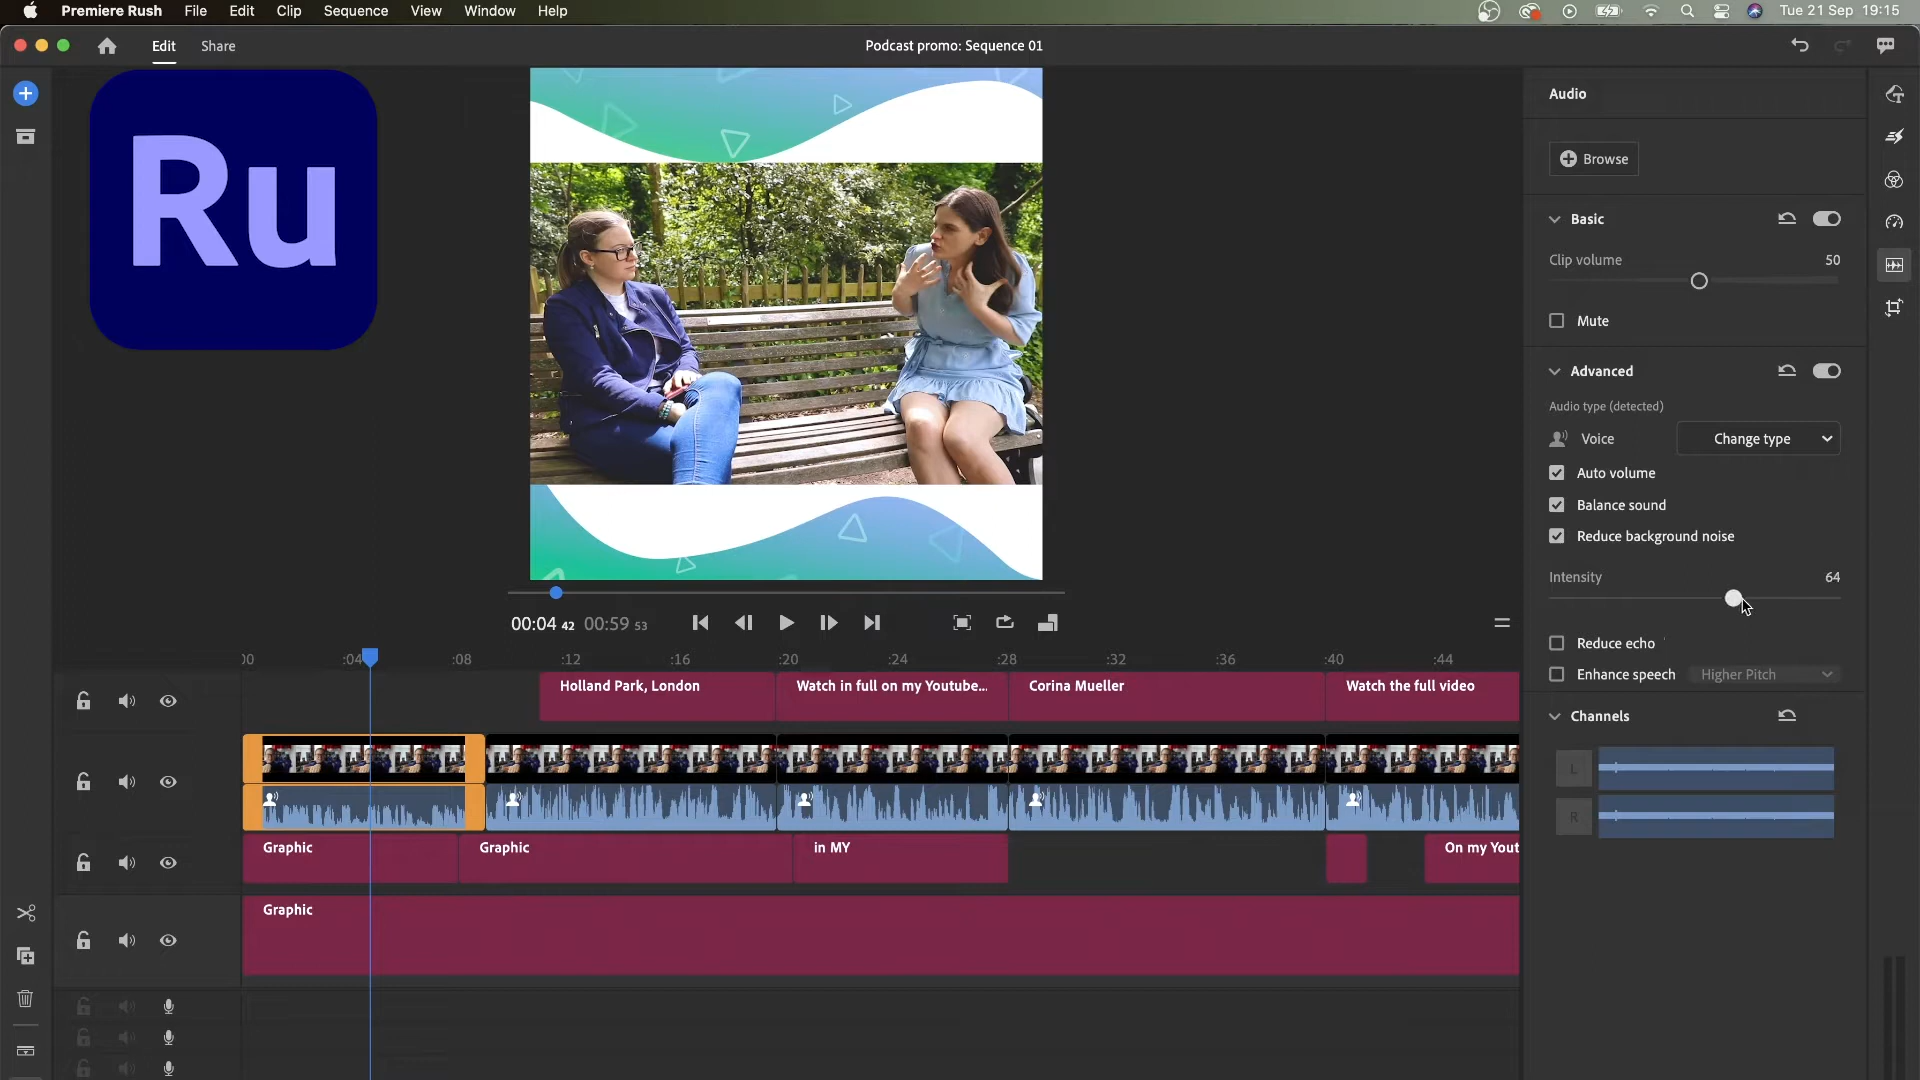 Premiere Rush File Edit Clip Sequence View Window Help Tue 21 Sep 19:15
Edit Share Podcast promo: Sequence 01
Ru
Audio
Browse
Basic
Clip volume 50
Mute
Advanced
Audio type (detected)
Voice Change type
Auto volume
Balance sound
Reduce background noise
Intensity 64
Reduce echo
Enhance speech Higher Pitch
Channels
L
R
00:04 42 00:59 53
00 :04 :08 :12 :16 :20 :24 :28 :32 :36 :40 :44
Holland Park, London Watch in full on my Youtube... Corina Mueller Watch the full video
Graphic Graphic in MY On my Yout
Graphic